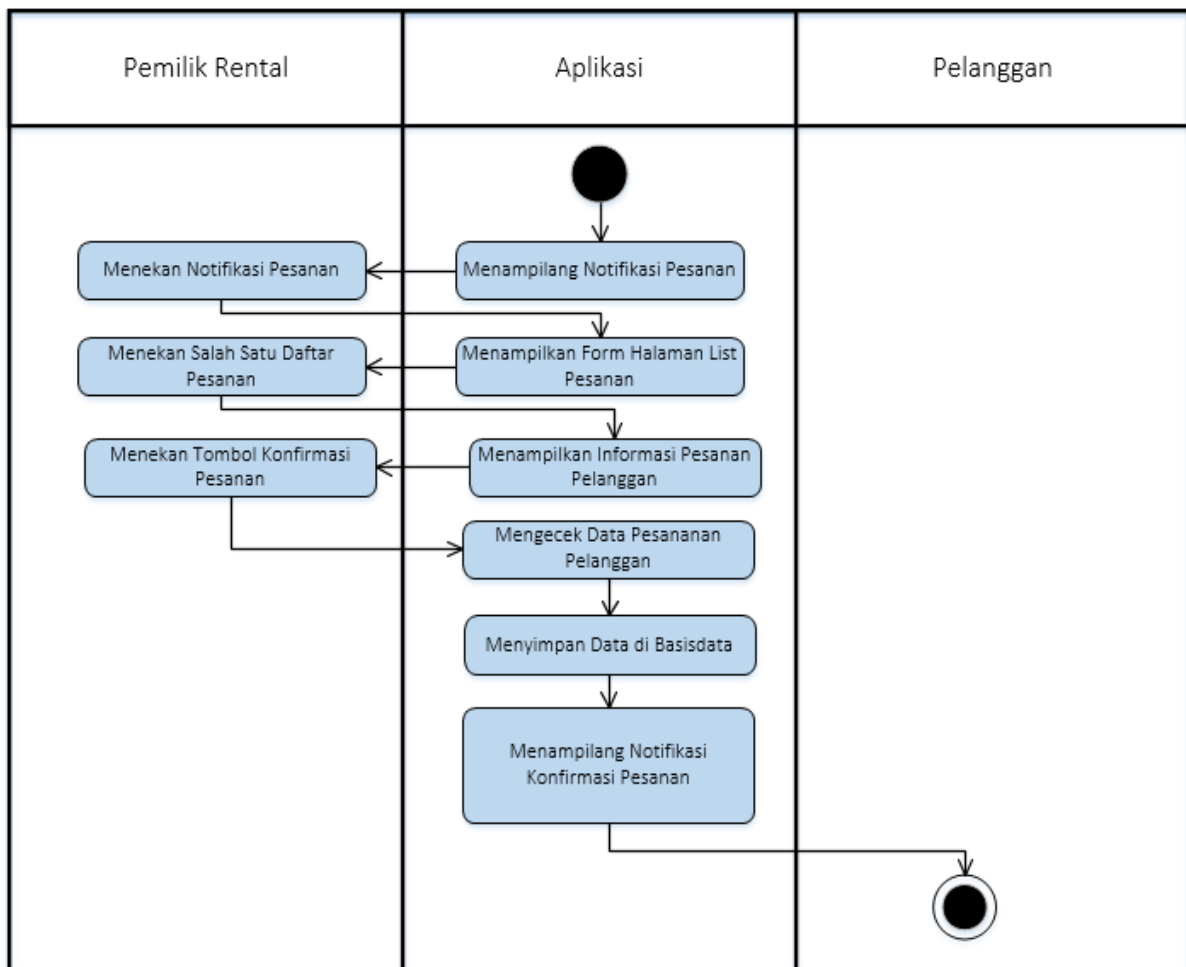 Pemilik Rental
Aplikasi
Pelanggan
Menekan Notifikasi Pesanan
Menampilang Notifikasi Pesanan
Menekan Salah Satu Daftar
Pesanan
Menampilkan Form Halaman List
Pesanan
Menekan Tombol Konfirmasi
Pesanan
Menampilkan Informasi Pesanan
Pelanggan
Mengecek Data Pesananan
Pelanggan
Menyimpan Data di Basisdata
Menampilang Notifikasi
Konfirmasi Pesanan